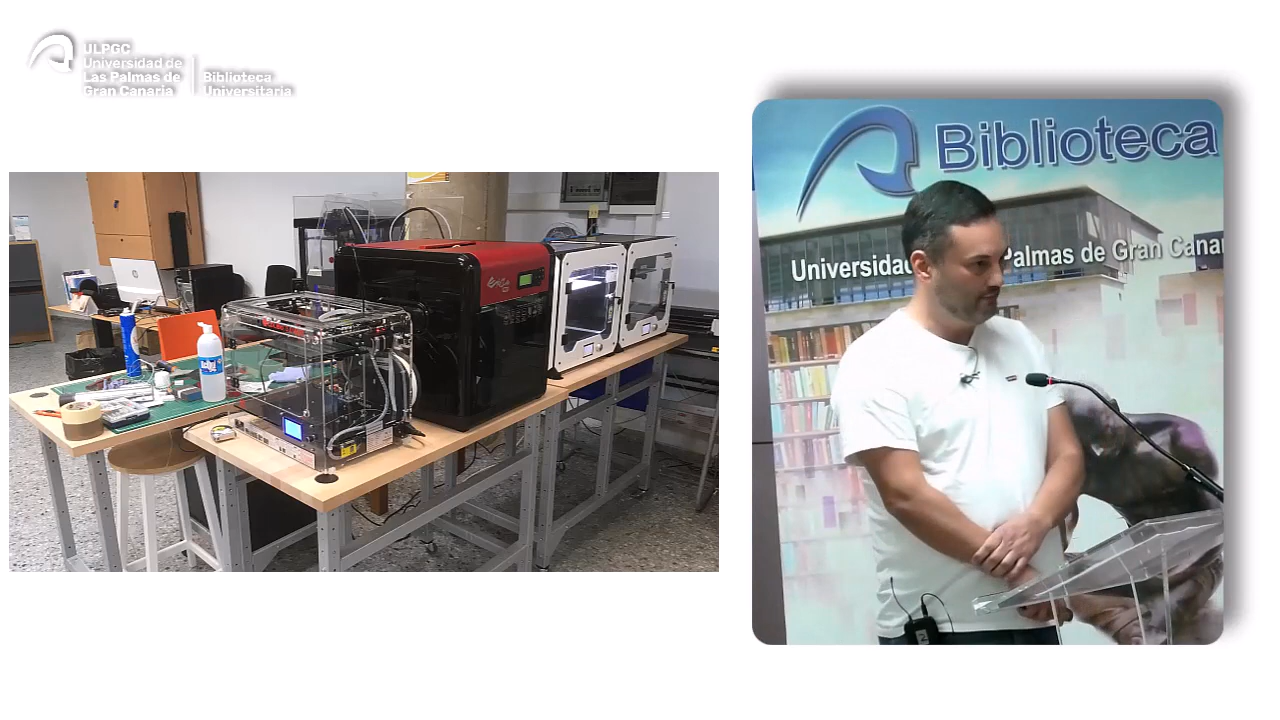 ULPGC
Universidad de
Las Palmas de
Gran Canaria
Biblioteca
Universitaria
Biblioteca
Universidad
Palmas de Gran Canar